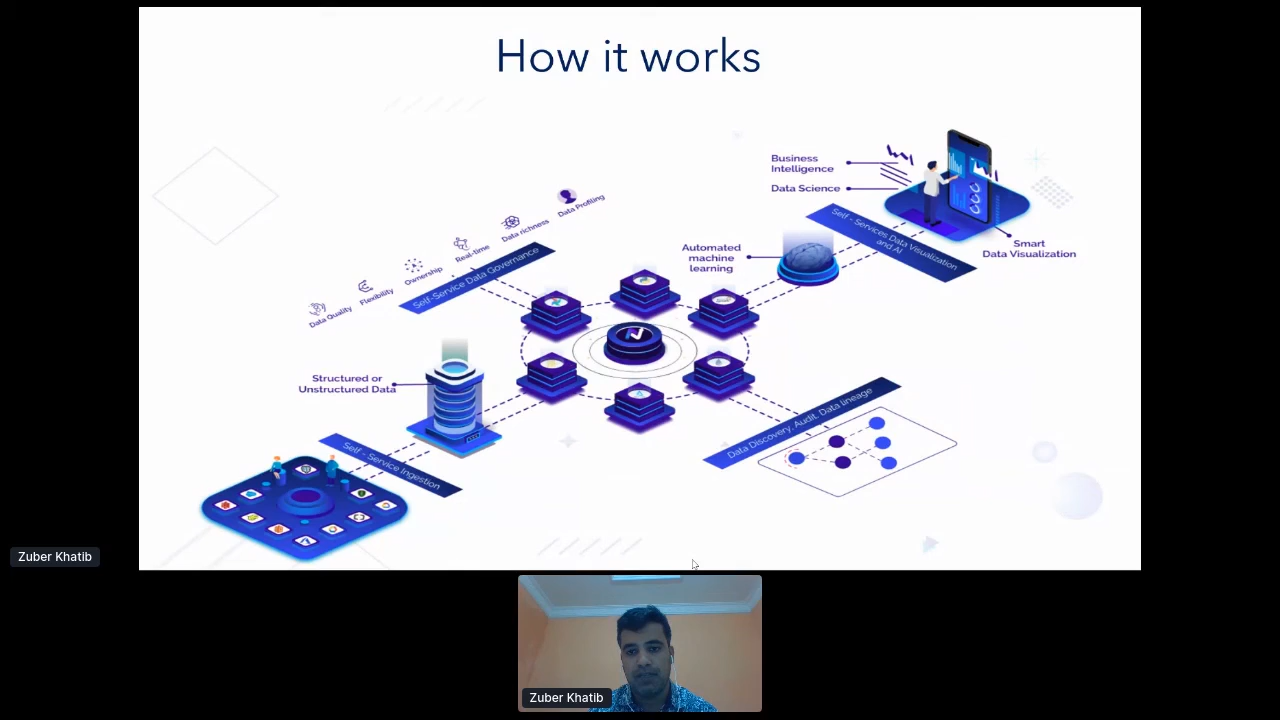 How it works
Business
Intelligence
Data Science
Smart
Data Visualization
Self - Services Data Visualization
and AI
Automated
machine
learning
Data Profiling
Data richness
Real-time
Ownership
Flexibility
Data Quality
Self-Service Data Governance
Structured or
Unstructured Data
Self - Service Ingestion
Data Discovery, Audit. Data lineage
Zuber Khatib
Zuber Khatib